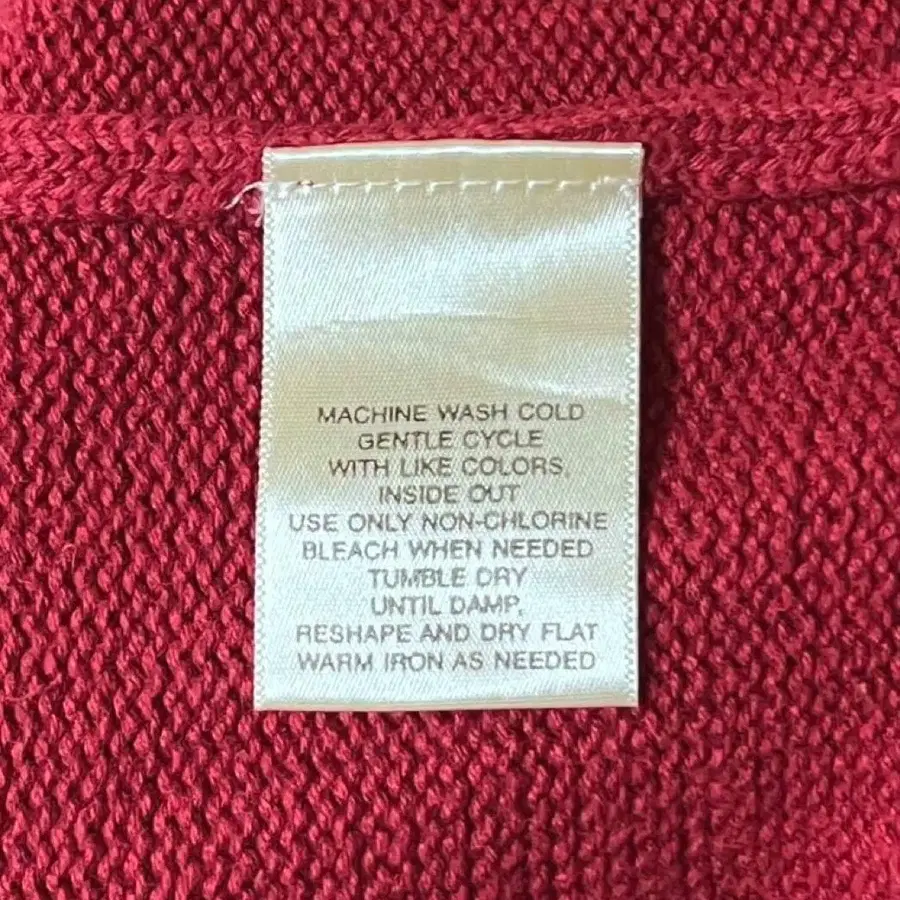 MACHINE WASH COLD
GENTLE CYCLE
WITH LIKE COLORS,
INSIDE OUT
USE ONLY NON-CHLORINE
BLEACH WHEN NEEDED
TUMBLE DRY
UNTIL DAMP,
RESHAPE AND DRY FLAT
WARM IRON AS NEEDED